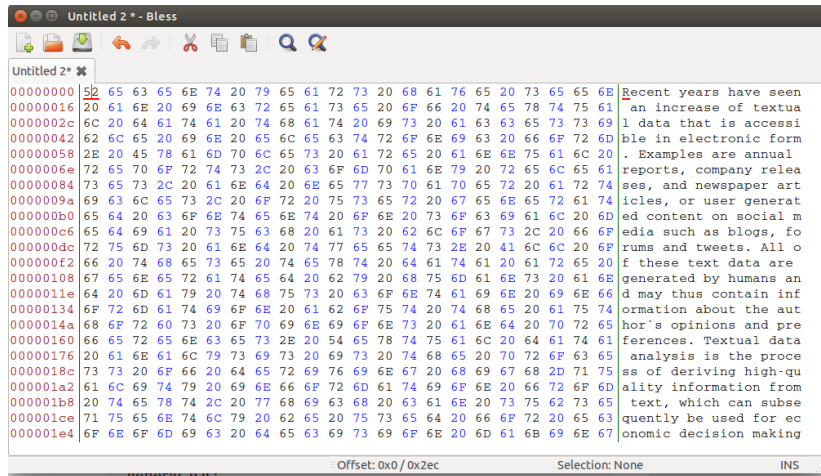 Untitled 2 * - Bless
Untitled 2*
00000000 52 65 63 65 6E 74 20 79 65 61 72 73 20 68 61 76 65 20 73 65 65 6E Recent years have seen
00000016 20 61 6E 20 69 6E 63 72 65 61 73 65 20 6F 66 20 74 65 78 74 75 61 an increase of textua
0000002c 6C 20 64 61 74 61 20 74 68 61 74 20 69 73 20 61 63 63 65 73 73 69 l data that is accessi
00000042 62 6C 65 20 69 6E 20 65 6C 65 63 74 72 6F 6E 69 63 20 66 6F 72 6D ble in electronic form
00000058 2E 20 45 78 61 6D 70 6C 65 73 20 61 72 65 20 61 6E 6E 75 61 6C 20 . Examples are annual
0000006e 72 65 70 6F 72 74 73 2C 20 63 6F 6D 70 61 6E 79 20 72 65 6C 65 61 reports, company relea
00000084 73 65 73 2C 20 61 6E 64 20 6E 65 77 73 70 61 70 65 72 20 61 72 74 ses, and newspaper art
0000009a 69 63 6C 65 73 2C 20 6F 72 20 75 73 65 72 20 67 65 6E 65 72 61 74 icles, or user generat
000000b0 65 64 20 63 6F 6E 74 65 6E 74 20 6F 6E 20 73 6F 63 69 61 6C 20 6D ed content on social m
000000c6 65 64 69 61 20 73 75 63 68 20 61 73 20 62 6C 6F 67 73 2C 20 66 6F edia such as blogs, fo
000000dc 72 75 6D 73 20 61 6E 64 20 74 77 65 65 74 73 2E 20 41 6C 6C 20 6F rums and tweets. All o
000000f2 66 20 74 68 65 73 65 20 74 65 78 74 20 64 61 74 61 20 61 72 65 20 f these text data are
00000108 67 65 6E 65 72 61 74 65 64 20 62 79 20 68 75 6D 61 6E 73 20 61 6E generated by humans an
0000011e 64 20 6D 61 79 20 74 68 75 73 20 63 6F 6E 74 61 69 6E 20 69 6E 66 d may thus contain inf
00000134 6F 72 6D 61 74 69 6F 6E 20 61 62 6F 75 74 20 74 68 65 20 61 75 74 ormation about the aut
0000014a 68 6F 72 60 73 20 6F 70 69 6E 69 6F 6E 73 20 61 6E 64 20 70 72 65 hor`s opinions and pre
00000160 66 65 72 65 6E 63 65 73 2E 20 54 65 78 74 75 61 6C 20 64 61 74 61 ferences. Textual data
00000176 20 61 6E 61 6C 79 73 69 73 20 69 73 20 74 68 65 20 70 72 6F 63 65 analysis is the proce
0000018c 73 73 20 6F 66 20 64 65 72 69 76 69 6E 67 20 68 69 67 68 2D 71 75 ss of deriving high-qu
000001a2 61 6C 69 74 79 20 69 6E 66 6F 72 6D 61 74 69 6F 6E 20 66 72 6F 6D ality information from
000001b8 20 74 65 78 74 2C 20 77 68 69 63 68 20 63 61 6E 20 73 75 62 73 65 text, which can subse
000001ce 71 75 65 6E 74 6C 79 20 62 65 20 75 73 65 64 20 66 6F 72 20 65 63 quently be used for ec
000001e4 6F 6E 6F 6D 69 63 20 64 65 63 69 73 69 6F 6E 20 6D 61 6B 69 6E 67 onomic decision making
Offset: 0x0 / 0x2ec Selection: None INS